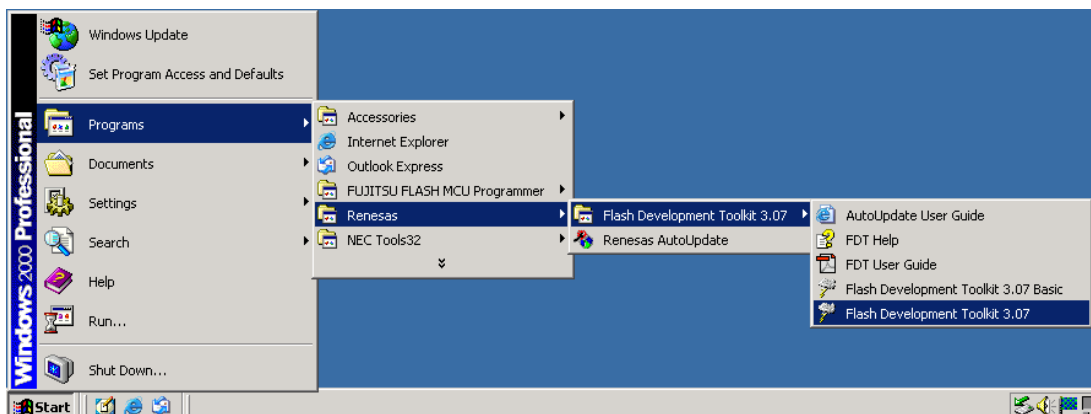 Windows 2000 Professional
Windows Update
Set Program Access and Defaults
Programs
Documents
Settings
Search
Help
Run...
Shut Down...
Accessories
Internet Explorer
Outlook Express
FUJITSU FLASH MCU Programmer
Renesas
NEC Tools32
Flash Development Toolkit 3.07
Renesas AutoUpdate
AutoUpdate User Guide
FDT Help
FDT User Guide
Flash Development Toolkit 3.07 Basic
Flash Development Toolkit 3.07
Start